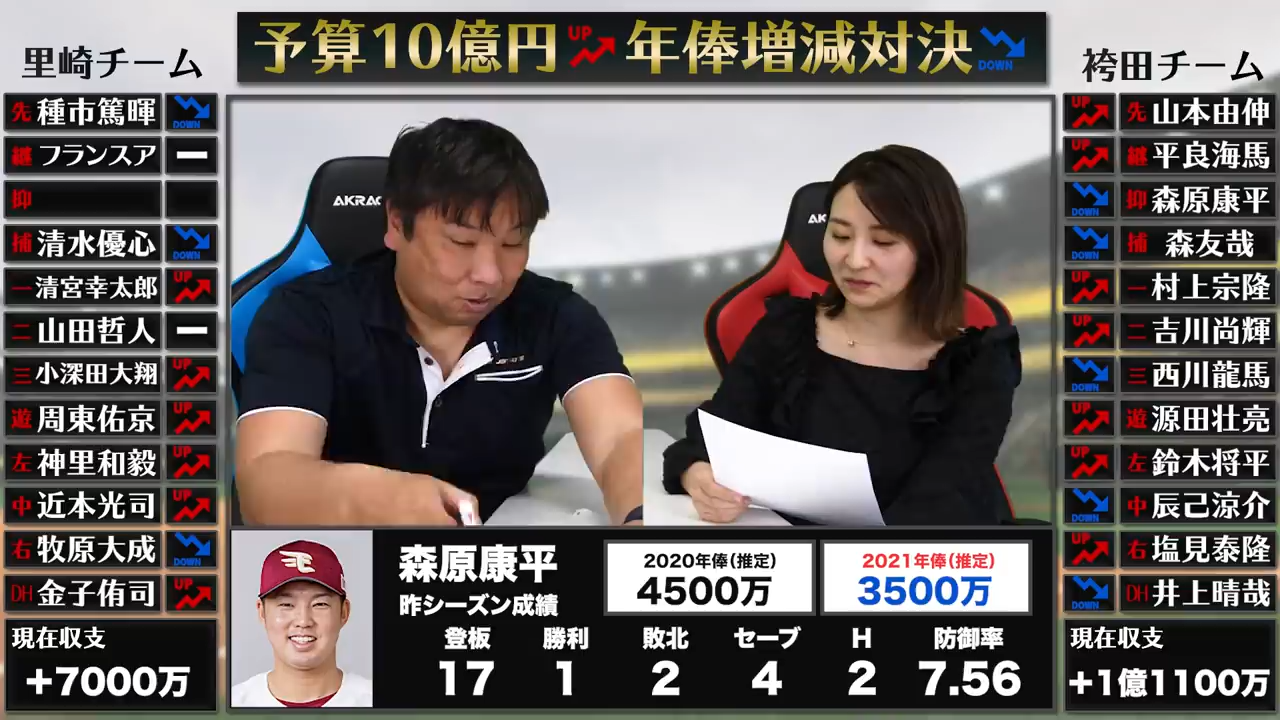 予算10億円 UP 年俸増減対決 DOWN
里崎チーム
先 種市篤暉 DOWN
継 フランスア ー
抑
捕 清水優心 DOWN
一 清宮幸太郎 UP
二 山田哲人 ー
三 小深田大翔 UP
遊 周東佑京 UP
左 神里和毅 UP
中 近本光司 UP
右 牧原大成 DOWN
DH 金子侑司 UP
現在収支
+7000万
AKRAC
AK
袴田チーム
UP 先 山本由伸
UP 継 平良海馬
DOWN 抑 森原康平
DOWN 捕 森友哉
UP 一 村上宗隆
UP 二 吉川尚輝
DOWN 三 西川龍馬
UP 遊 源田壮亮
UP 左 鈴木将平
DOWN 中 辰己涼介
UP 右 塩見泰隆
DOWN DH 井上晴哉
現在収支
+1億1100万
森原康平
昨シーズン成績
2020年俸(推定)
4500万
2021年俸(推定)
3500万
登板 勝利 敗北 セーブ H 防御率
17 1 2 4 2 7.56